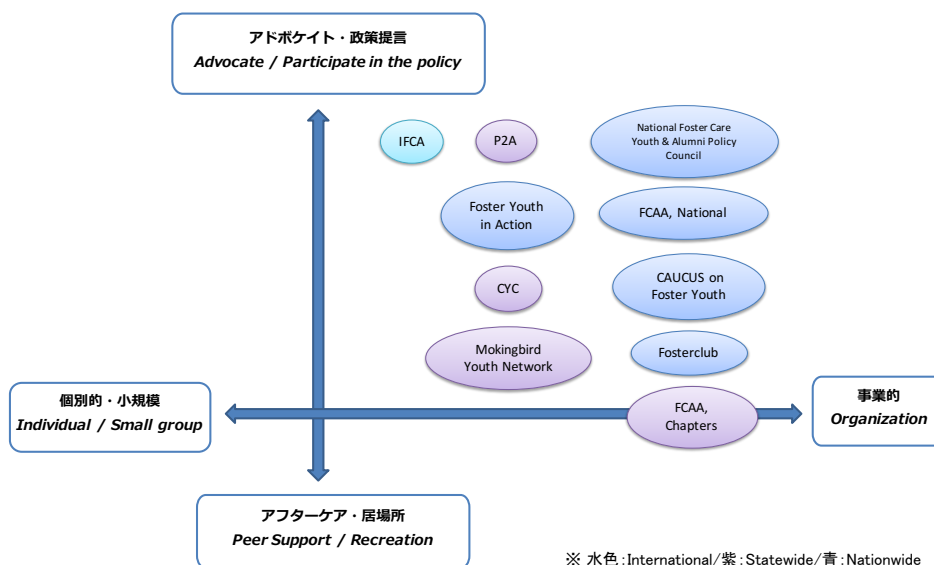 アドボケイト・政策提言
Advocate / Participate in the policy
IFCA
P2A
National Foster Care
Youth & Alumni Policy
Council
Foster Youth
in Action
FCAA, National
CYC
CAUCUS on
Foster Youth
Mokingbird
Youth Network
Fosterclub
個別的・小規模
Individual / Small group
FCAA,
Chapters
事業的
Organization
アフターケア・居場所
Peer Support / Recreation
※ 水色:International/紫:Statewide/青:Nationwide